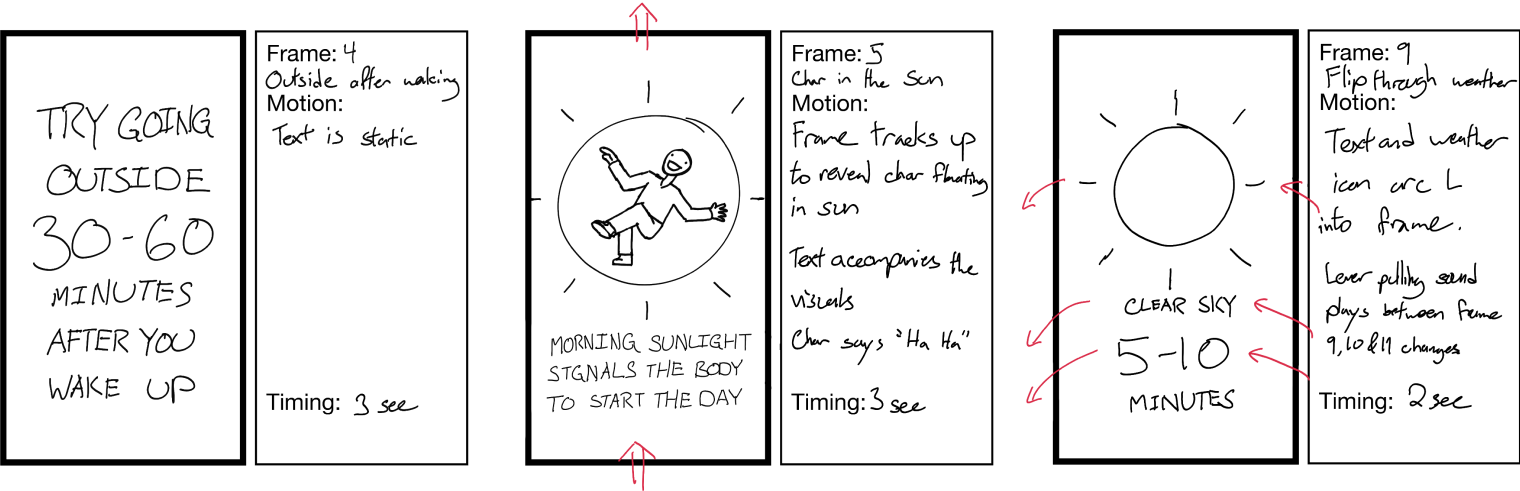 TRY GOING
OUTSIDE
30-60
MINUTES
AFTER YOU
WAKE UP
Frame: 4
Outside after waking
Motion:
Text is static
Timing: 3 sec
MORNING SUNLIGHT
SIGNALS THE BODY
TO START THE DAY
Frame: 5
Char in the sun
Motion:
Frame tracks up
to reveal char floating
in sun
Text accompanies the
visuals
Char says "Ha Ha"
Timing: 3 sec
CLEAR SKY
5-10
MINUTES
Frame: 9
Flip through weather
Motion:
Text and weather
icon arc L
into frame.
Lever pulling sound
plays between frame
9, 10 & 11 changes
Timing: 2 sec